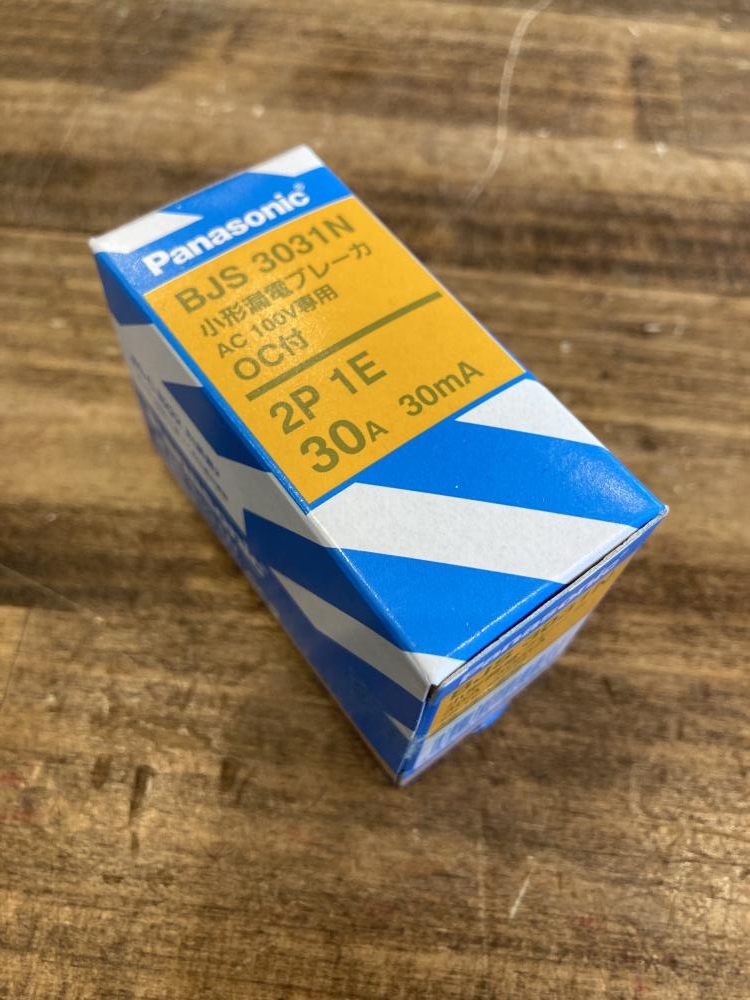 Panasonic
BJS 3031N
小形漏電ブレーカ
AC 100V専用
OC付
2P 1E
30A 30mA
Panasonic